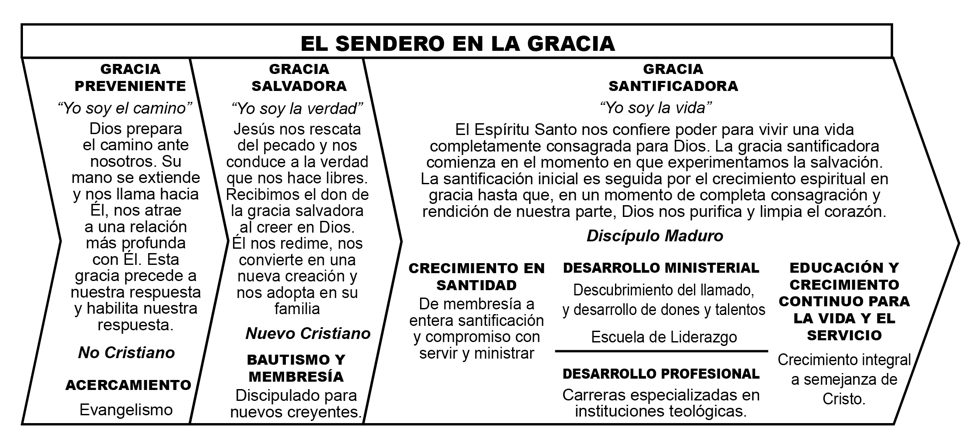 EL SENDERO EN LA GRACIA
GRACIA
PREVENIENTE
“Yo soy el camino”
Dios prepara
el camino ante
nosotros. Su
mano se extiende
y nos llama hacia
Él, nos atrae
a una relación
más profunda
con Él. Esta
gracia precede a
nuestra respuesta
y habilita nuestra
respuesta.
No Cristiano
ACERCAMIENTO
Evangelismo
GRACIA
SALVADORA
“Yo soy la verdad”
Jesús nos rescata
del pecado y nos
conduce a la verdad
que nos hace libres.
Recibimos el don de
la gracia salvadora
al creer en Dios.
Él nos redime, nos
convierte en una
nueva creación y
nos adopta en su
familia
Nuevo Cristiano
BAUTISMO Y
MEMBRESÍA
Discipulado para
nuevos creyentes.
GRACIA
SANTIFICADORA
“Yo soy la vida”
El Espíritu Santo nos confiere poder para vivir una vida
completamente consagrada para Dios. La gracia santificadora
comienza en el momento en que experimentamos la salvación.
La santificación inicial es seguida por el crecimiento espiritual en
gracia hasta que, en un momento de completa consagración y
rendición de nuestra parte, Dios nos purifica y limpia el corazón.
Discípulo Maduro
CRECIMIENTO EN
SANTIDAD
De membresía a
entera santificación
y compromiso con
servir y ministrar
DESARROLLO MINISTERIAL
Descubrimiento del llamado,
y desarrollo de dones y talentos
Escuela de Liderazgo
DESARROLLO PROFESIONAL
Carreras especializadas en
instituciones teológicas.
EDUCACIÓN Y
CRECIMIENTO
CONTINUO PARA
LA VIDA Y EL
SERVICIO
Crecimiento integral
a semejanza de
Cristo.